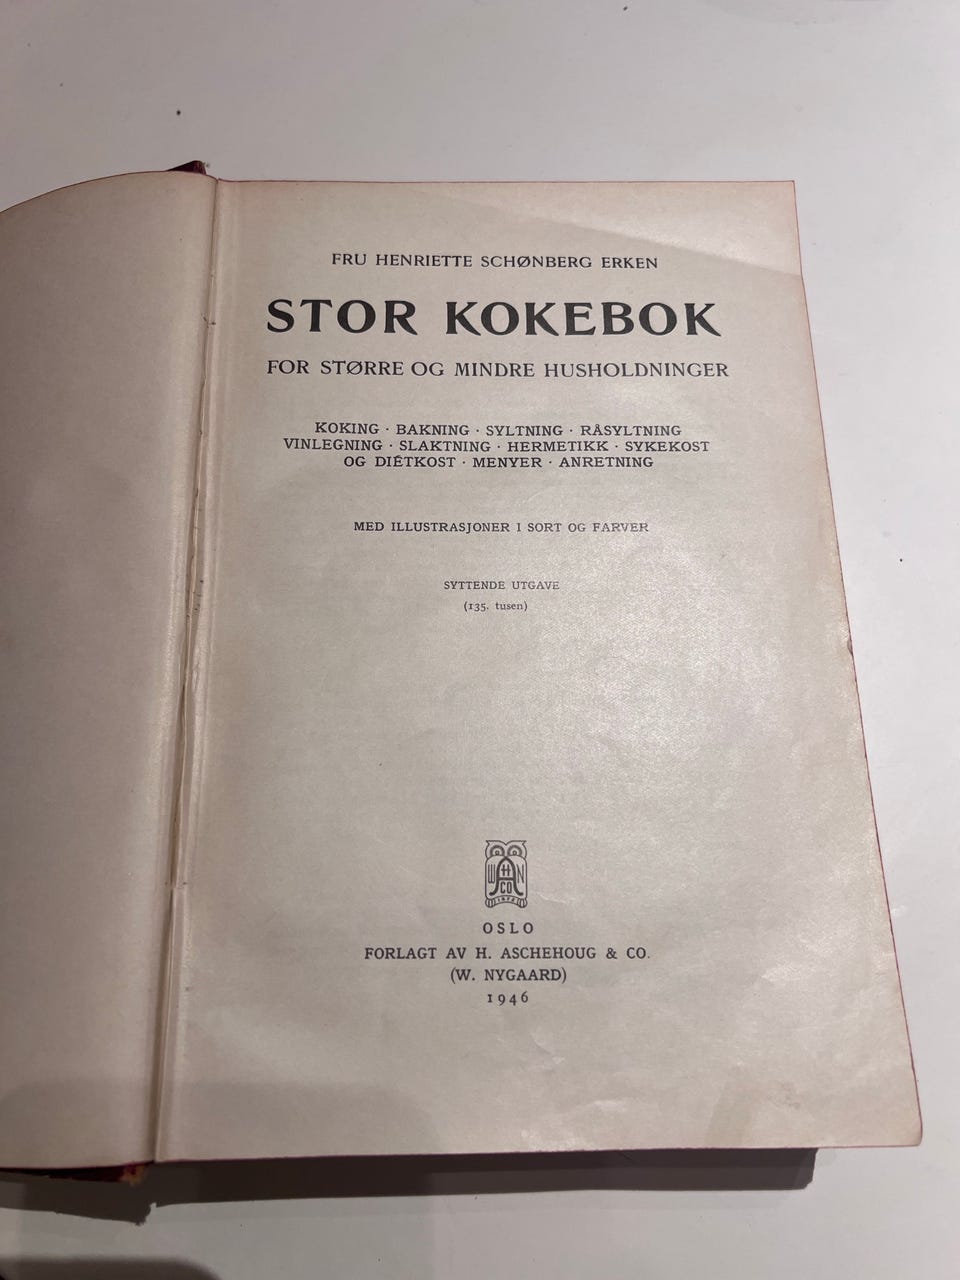 FRU HENRIETTE SCHØNBERG ERKEN
STOR KOKEBOK
FOR STØRRE OG MINDRE HUSHOLDNINGER
KOKING · BAKNING · SYLTNING · RÅSYLTNING
VINLEGNING · SLAKTNING · HERMETIKK · SYKEKOST
OG DIÉTKOST · MENYER · ANRETNING
MED ILLUSTRASJONER I SORT OG FARVER
SYTTENDE UTGAVE
(135. tusen)
W H N
A
CO
1872
OSLO
FORLAGT AV H. ASCHEHOUG & CO.
(W. NYGAARD)
1946